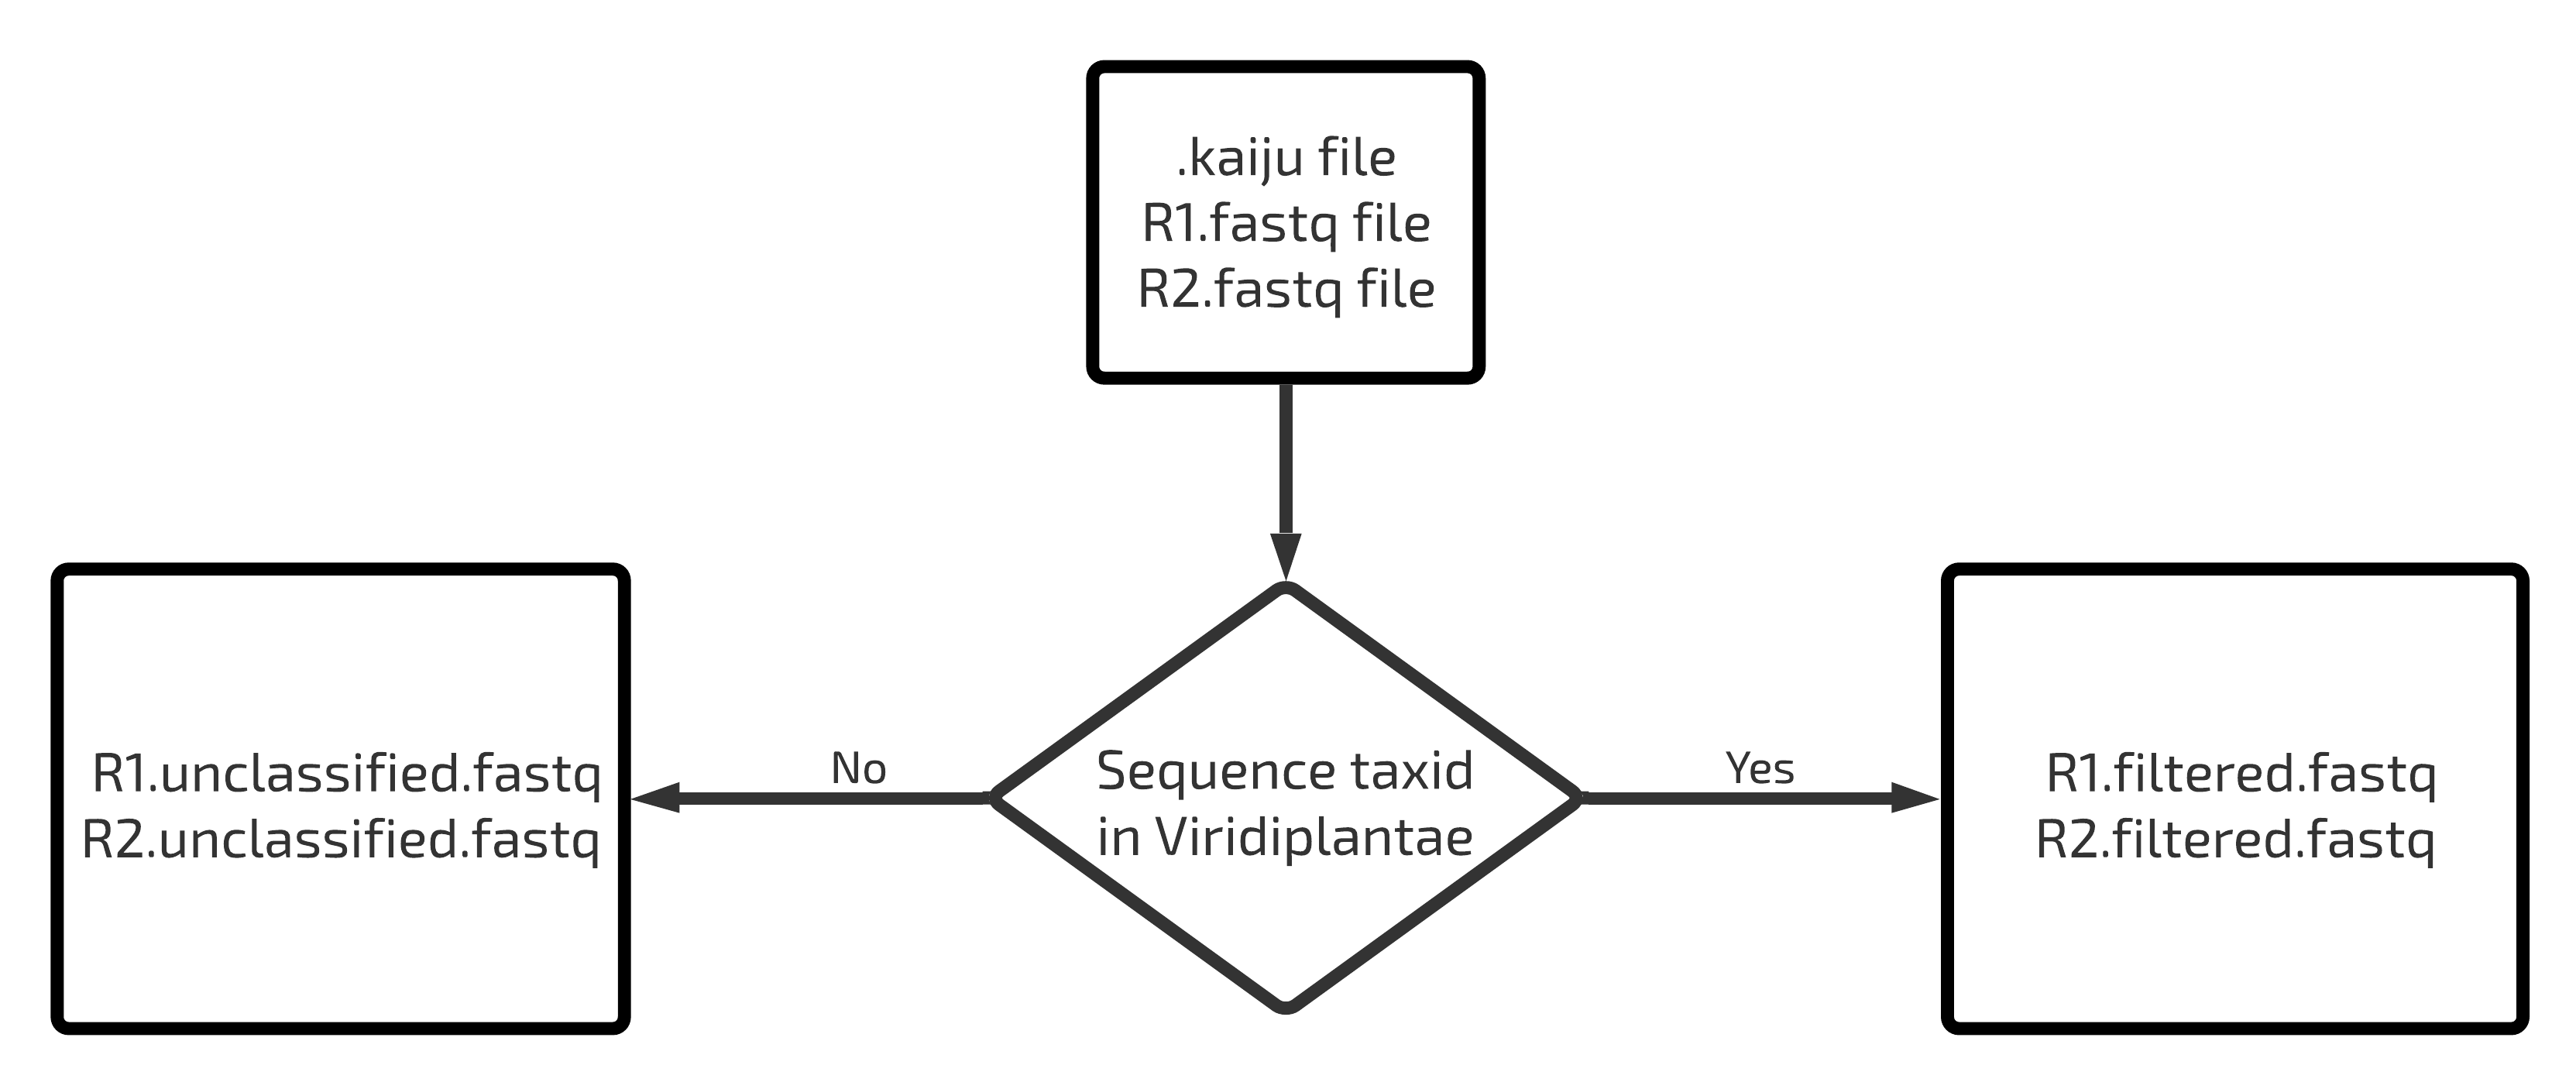 .kaiju file
R1.fastq file
R2.fastq file
R1.unclassified.fastq
R2.unclassified.fastq
No
Sequence taxid
in Viridiplantae
Yes
R1.filtered.fastq
R2.filtered.fastq